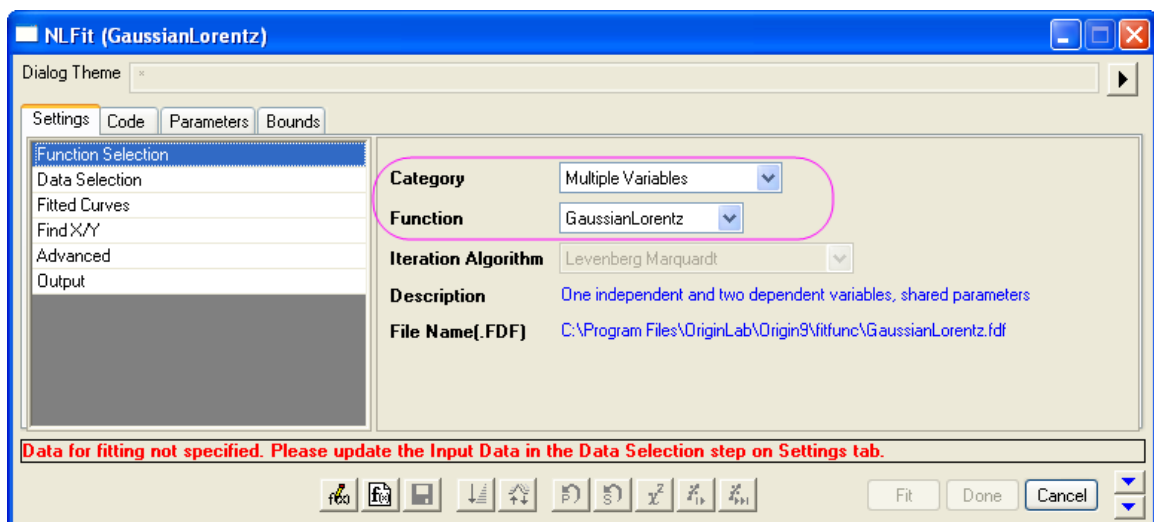 NLFit (GaussianLorentz)
Dialog Theme *
Settings Code Parameters Bounds
Function Selection
Data Selection
Fitted Curves
Find X/Y
Advanced
Output
Category Multiple Variables
Function GaussianLorentz
Iteration Algorithm Levenberg Marquardt
Description One independent and two dependent variables, shared parameters
File Name(.FDF) C:\Program Files\OriginLab\Origin9\fitfunc\GaussianLorentz.fdf
Data for fitting not specified. Please update the Input Data in the Data Selection step on Settings tab.
Fit Done Cancel